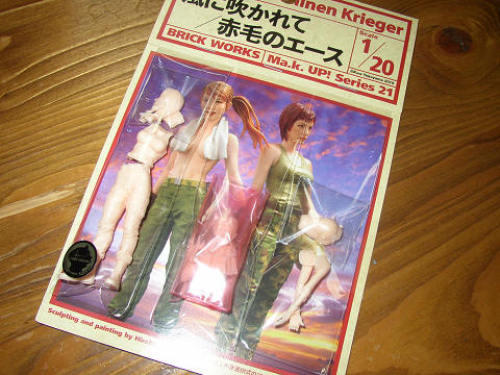 inen Krieger
風に吹かれて
/赤毛のエース
Scale
1/20
BRICK WORKS Ma.k. UP! Series 21
Sculpting and painting by